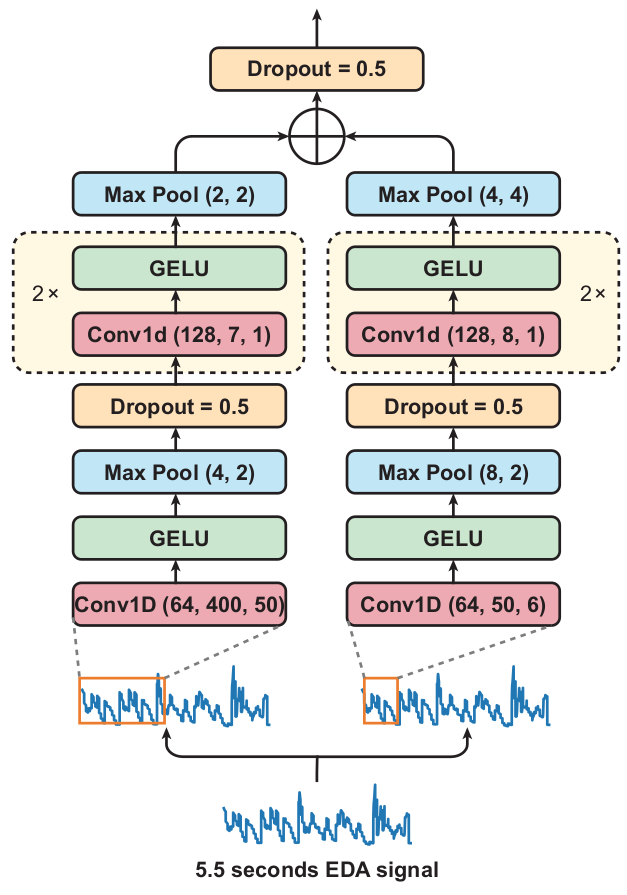 Dropout = 0.5
Max Pool (2, 2)
Max Pool (4, 4)
GELU
GELU
2×
2×
Conv1d (128, 7, 1)
Conv1d (128, 8, 1)
Dropout = 0.5
Dropout = 0.5
Max Pool (4, 2)
Max Pool (8, 2)
GELU
GELU
Conv1D (64, 400, 50)
Conv1D (64, 50, 6)
5.5 seconds EDA signal